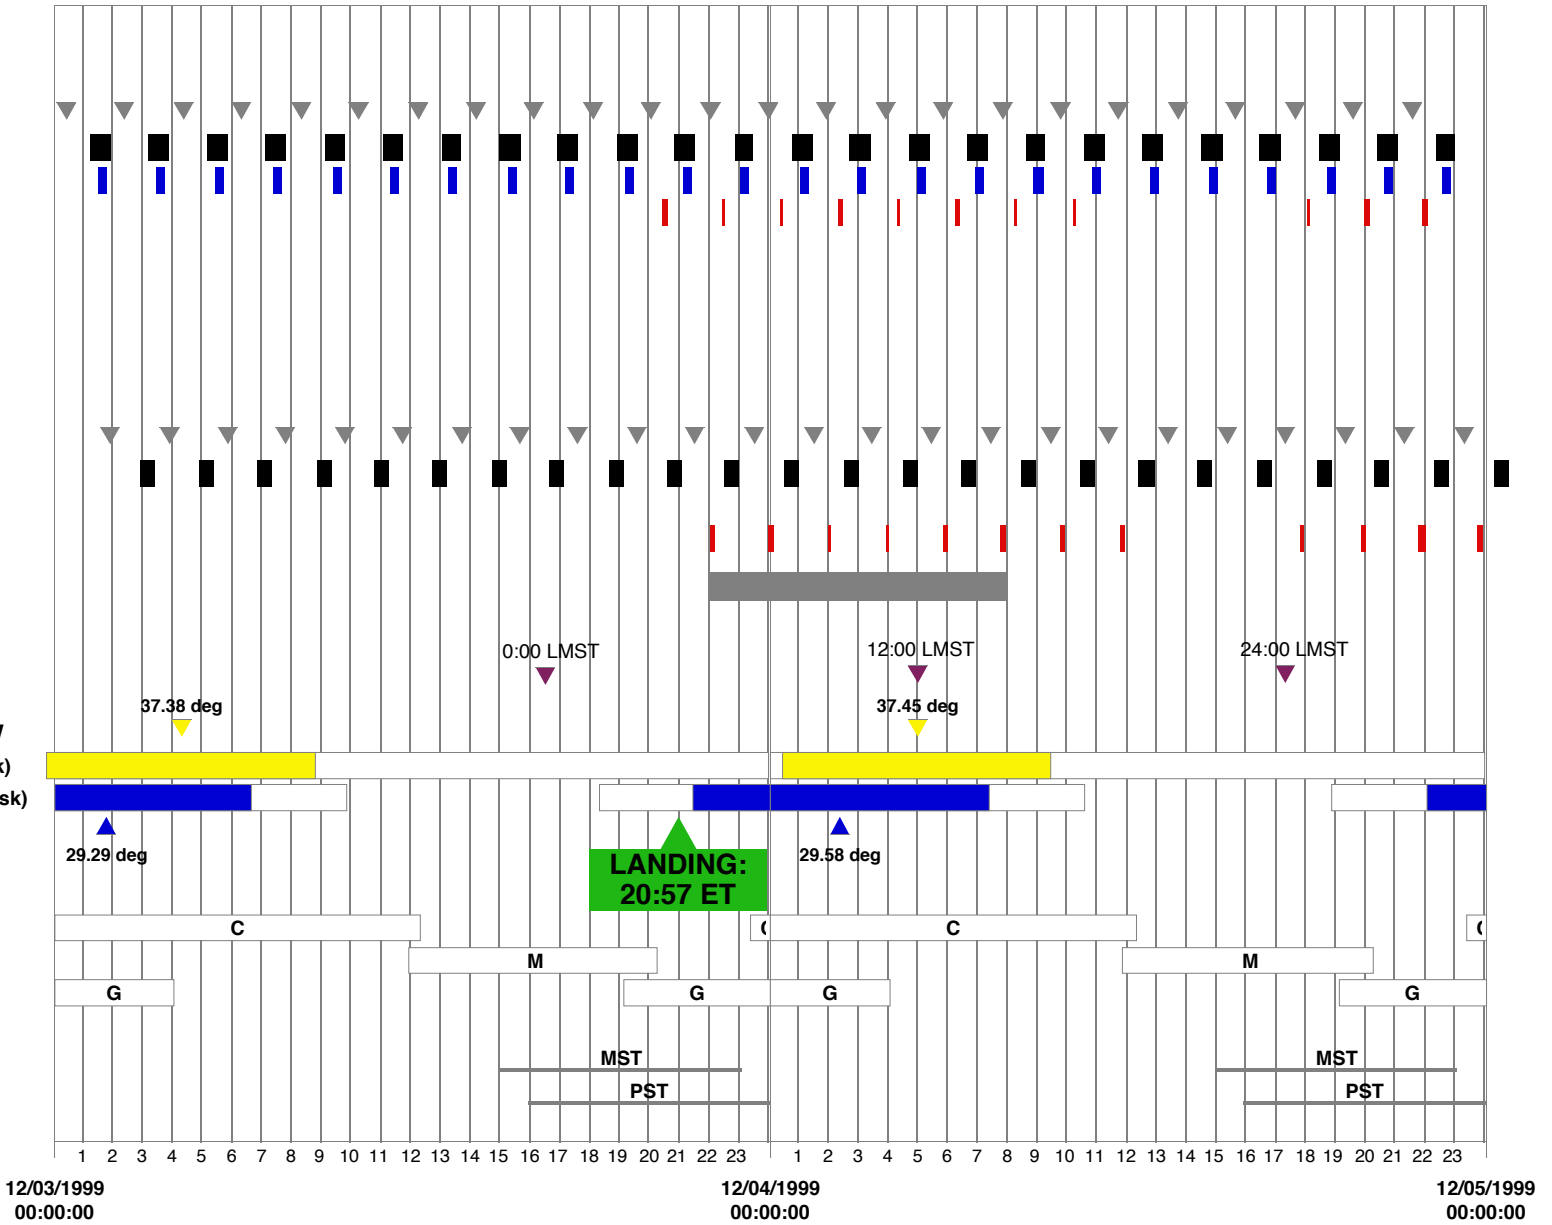 0:00 LMST
12:00 LMST
24:00 LMST
37.38 deg
37.45 deg
k)
sk)
29.29 deg
29.58 deg
LANDING:
20:57 ET
C
C
M
M
G
G
G
G
MST
MST
PST
PST
1 2 3 4 5 6 7 8 9 10 11 12 13 14 15 16 17 18 19 20 21 22 23 1 2 3 4 5 6 7 8 9 10 11 12 13 14 15 16 17 18 19 20 21 22 23
12/03/1999
00:00:00
12/04/1999
00:00:00
12/05/1999
00:00:00